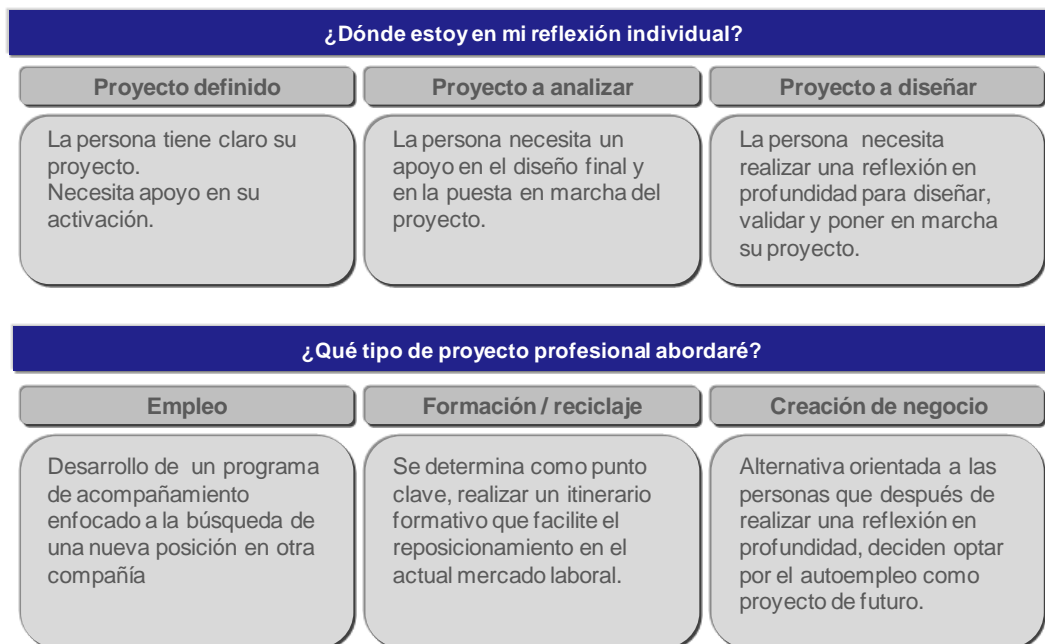 ¿Dónde estoy en mi reflexión individual?
Proyecto definido
La persona tiene claro su
proyecto.
Necesita apoyo en su
activación.
Proyecto a analizar
La persona necesita un
apoyo en el diseño final y
en la puesta en marcha del
proyecto.
Proyecto a diseñar
La persona necesita
realizar una reflexión en
profundidad para diseñar,
validar y poner en marcha
su proyecto.
¿Qué tipo de proyecto profesional abordaré?
Empleo
Desarrollo de un programa
de acompañamiento
enfocado a la búsqueda de
una nueva posición en otra
compañía
Formación / reciclaje
Se determina como punto
clave, realizar un itinerario
formativo que facilite el
reposicionamiento en el
actual mercado laboral.
Creación de negocio
Alternativa orientada a las
personas que después de
realizar una reflexión en
profundidad, deciden optar
por el autoempleo como
proyecto de futuro.